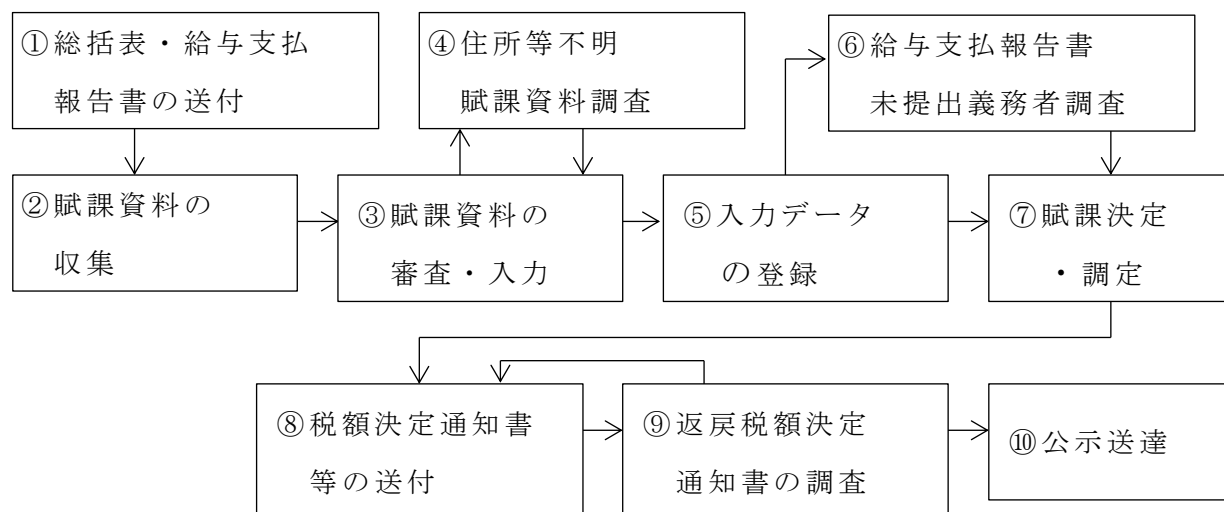 ①総括表・給与支払
報告書の送付
②賦課資料の
収集
③賦課資料の
審査・入力
④住所等不明
賦課資料調査
⑤入力データ
の登録
⑥給与支払報告書
未提出義務者調査
⑦賦課決定
・調定
⑧税額決定通知書
等の送付
⑨返戻税額決定
通知書の調査
⑩公示送達